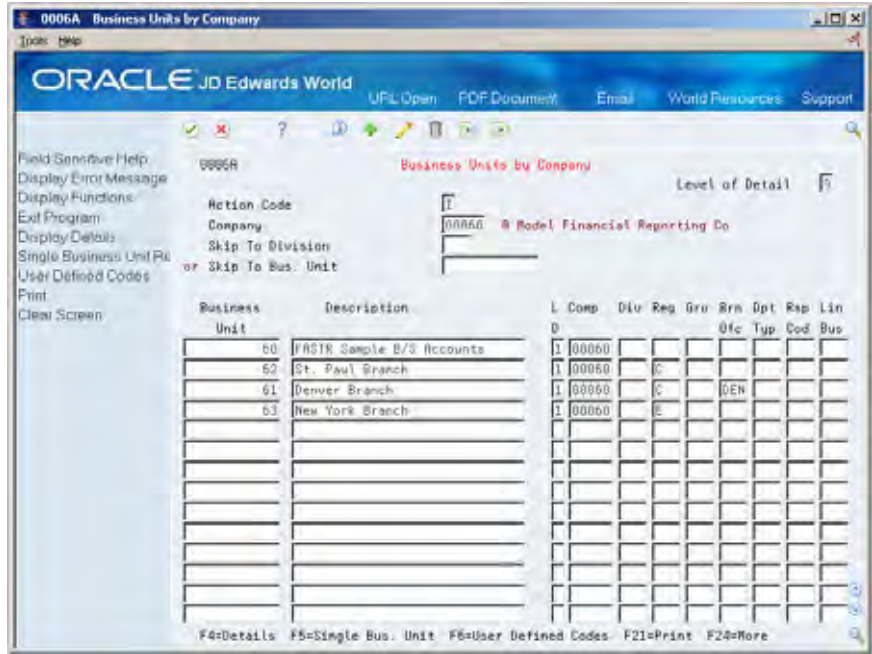 0006A Business Units by Company
Tools Help
ORACLE JD Edwards World
URL Open PDF Document Email World Resources Support
Field Sensitive Help
Display Error Message
Display Functions
Exit Program
Display Details
Single Business Unit Re
User Defined Codes
Print
Clear Screen
0006A Business Units by Company
Level of Detail 9
Action Code I
Company 00060 A Model Financial Reporting Co
Skip To Division
or Skip To Bus. Unit
Business Description L Comp Div Reg Gru Brn Dpt Rsp Lin
Unit D Ofc Typ Cod Bus
60 FASTR Sample B/S Accounts 1 00060
62 St. Paul Branch 1 00060 C
61 Denver Branch 1 00060 C DEN
63 New York Branch 1 00060 E
F4=Details F5=Single Bus. Unit F6=User Defined Codes F21=Print F24=More